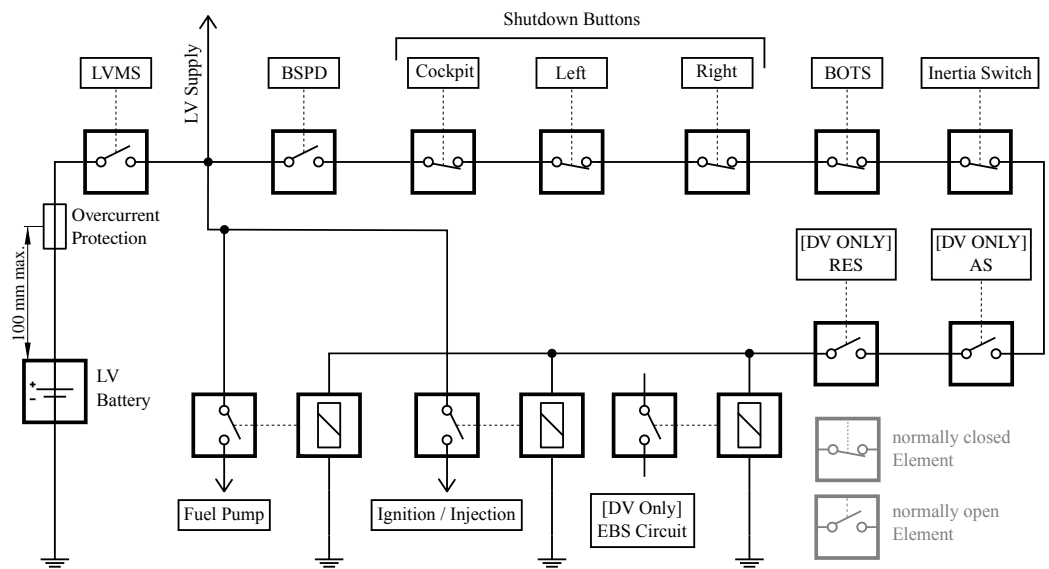 Shutdown Buttons
LVMS
BSPD
Cockpit
Left
Right
BOTS
Inertia Switch
LV Supply
Overcurrent
Protection
100 mm max.
[DV ONLY]
RES
[DV ONLY]
AS
+
-
LV
Battery
normally closed
Element
Fuel Pump
Ignition / Injection
[DV Only]
EBS Circuit
normally open
Element